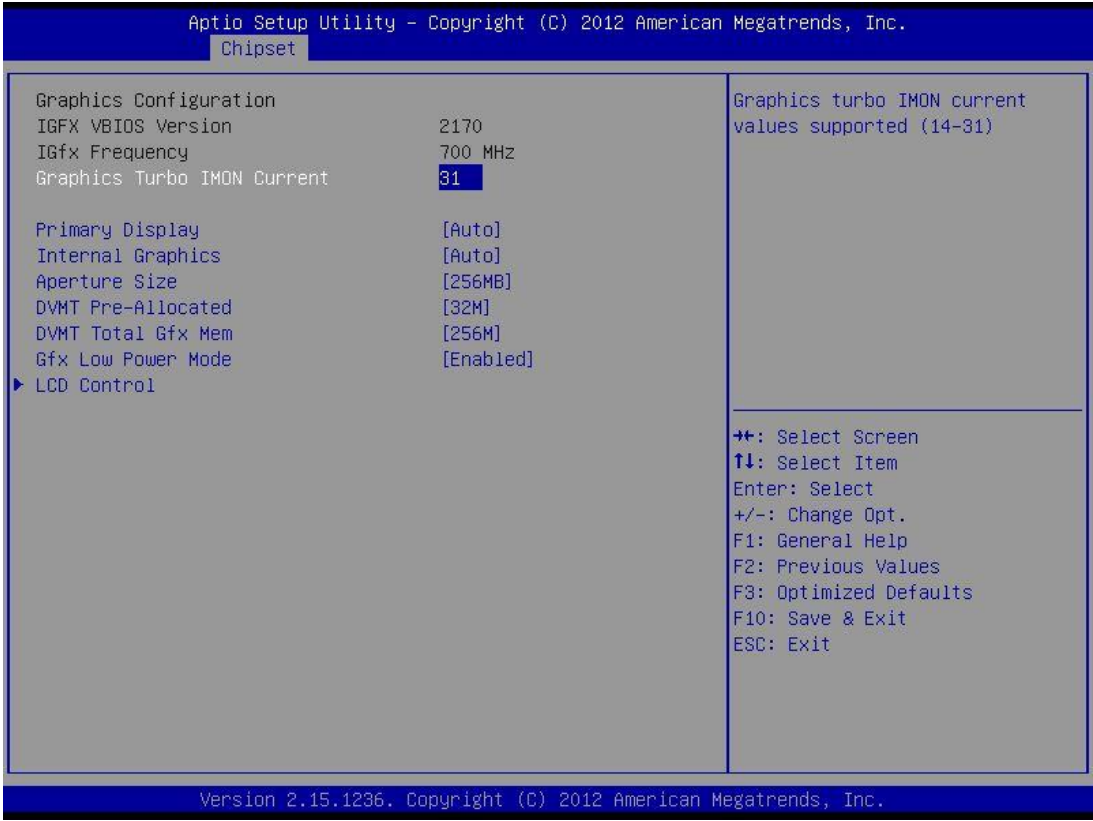 Aptio Setup Utility – Copyright (C) 2012 American Megatrends, Inc.
Chipset
Graphics Configuration
IGFX VBIOS Version 2170
IGfx Frequency 700 MHz
Graphics Turbo IMON Current 31
Primary Display [Auto]
Internal Graphics [Auto]
Aperture Size [256MB]
DVMT Pre-Allocated [32M]
DVMT Total Gfx Mem [256M]
Gfx Low Power Mode [Enabled]
▶ LCD Control
Graphics turbo IMON current
values supported (14-31)
→←: Select Screen
↑↓: Select Item
Enter: Select
+/-: Change Opt.
F1: General Help
F2: Previous Values
F3: Optimized Defaults
F10: Save & Exit
ESC: Exit
Version 2.15.1236. Copyright (C) 2012 American Megatrends, Inc.